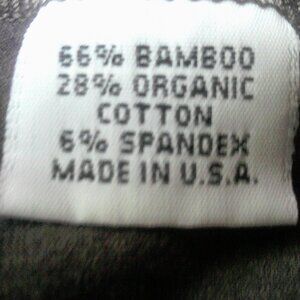 66% BAMBOO
28% ORGANIC
COTTON
6% SPANDEX
MADE IN U.S.A.